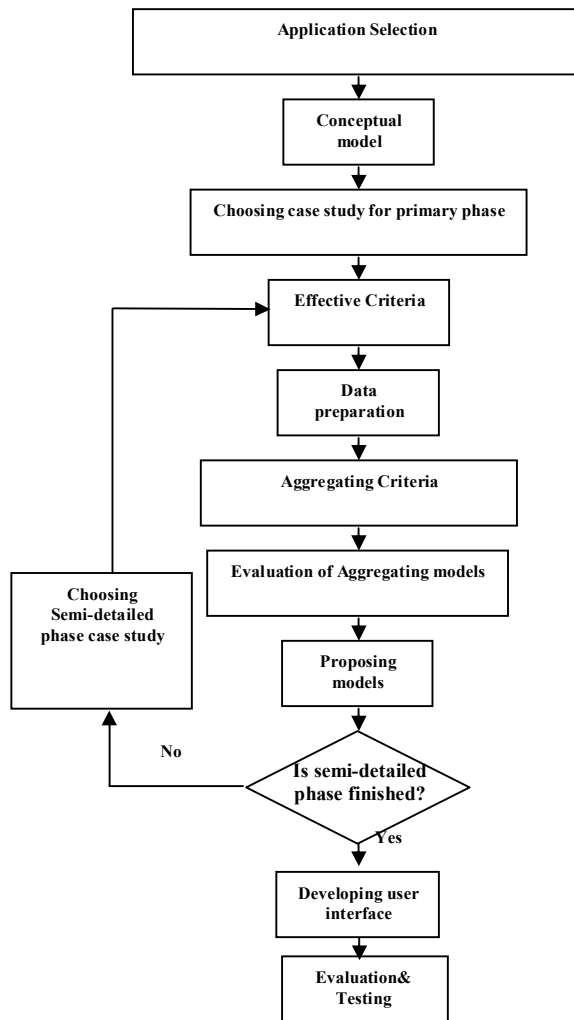 Application Selection
Conceptual
model
Choosing case study for primary phase
Effective Criteria
Data
preparation
Aggregating Criteria
Evaluation of Aggregating models
Choosing
Semi-detailed
phase case study
Proposing
models
No
Is semi-detailed
phase finished?
Yes
Developing user
interface
Evaluation&
Testing